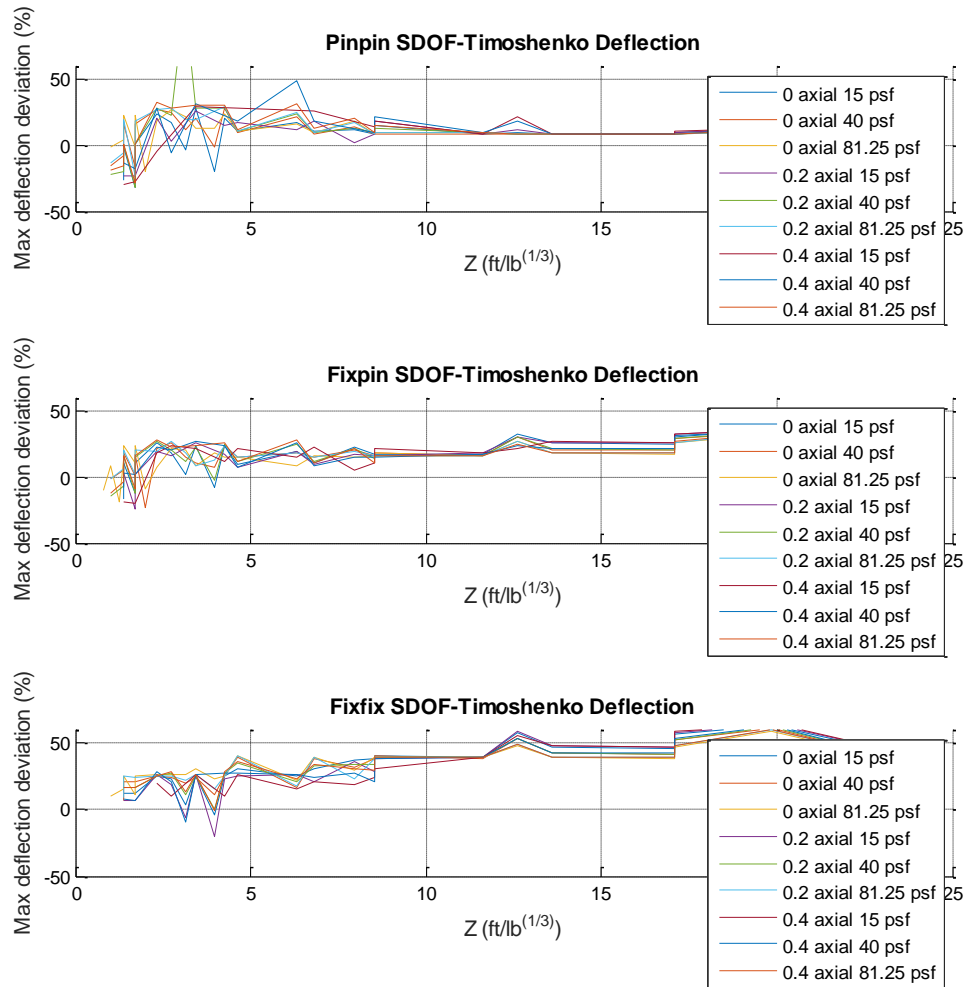 Pinpin SDOF-Timoshenko Deflection
Max deflection deviation (%)
50
0
-50
0
5
10
15
25
Z (ft/lb^(1/3))
0 axial 15 psf
0 axial 40 psf
0 axial 81.25 psf
0.2 axial 15 psf
0.2 axial 40 psf
0.2 axial 81.25 psf
0.4 axial 15 psf
0.4 axial 40 psf
0.4 axial 81.25 psf
Fixpin SDOF-Timoshenko Deflection
Max deflection deviation (%)
50
0
-50
0
5
10
15
25
Z (ft/lb^(1/3))
0 axial 15 psf
0 axial 40 psf
0 axial 81.25 psf
0.2 axial 15 psf
0.2 axial 40 psf
0.2 axial 81.25 psf
0.4 axial 15 psf
0.4 axial 40 psf
0.4 axial 81.25 psf
Fixfix SDOF-Timoshenko Deflection
Max deflection deviation (%)
50
0
-50
0
5
10
15
25
Z (ft/lb^(1/3))
0 axial 15 psf
0 axial 40 psf
0 axial 81.25 psf
0.2 axial 15 psf
0.2 axial 40 psf
0.2 axial 81.25 psf
0.4 axial 15 psf
0.4 axial 40 psf
0.4 axial 81.25 psf